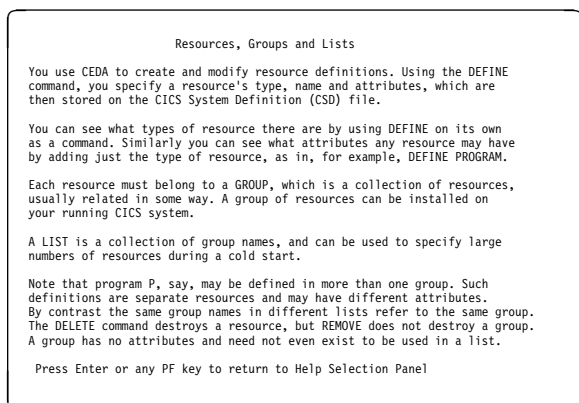 Resources, Groups and Lists
You use CEDA to create and modify resource definitions. Using the DEFINE
command, you specify a resource's type, name and attributes, which are
then stored on the CICS System Definition (CSD) file.
You can see what types of resource there are by using DEFINE on its own
as a command. Similarly you can see what attributes any resource may have
by adding just the type of resource, as in, for example, DEFINE PROGRAM.
Each resource must belong to a GROUP, which is a collection of resources,
usually related in some way. A group of resources can be installed on
your running CICS system.
A LIST is a collection of group names, and can be used to specify large
numbers of resources during a cold start.
Note that program P, say, may be defined in more than one group. Such
definitions are separate resources and may have different attributes.
By contrast the same group names in different lists refer to the same group.
The DELETE command destroys a resource, but REMOVE does not destroy a group.
A group has no attributes and need not even exist to be used in a list.
Press Enter or any PF key to return to Help Selection Panel